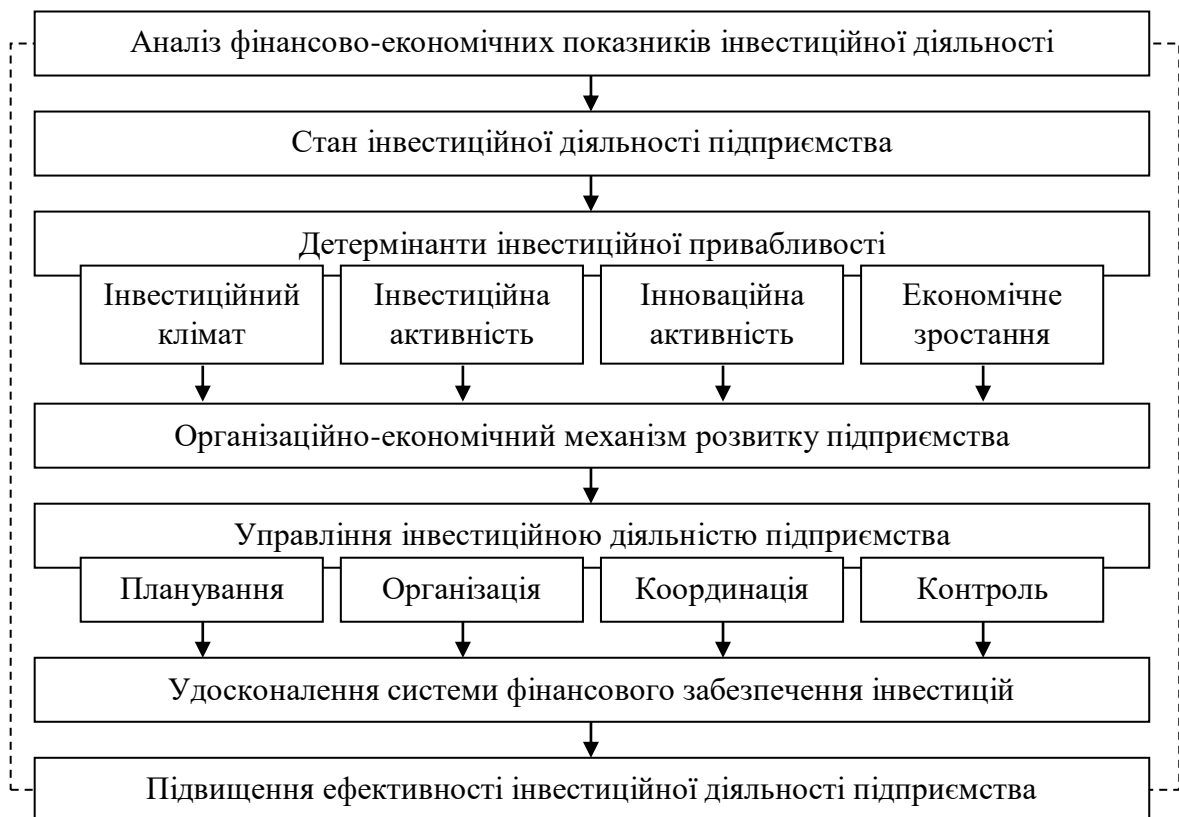 Аналіз фінансово-економічних показників інвестиційної діяльності
Стан інвестиційної діяльності підприємства
Детермінанти інвестиційної привабливості
Інвестиційний
клімат
Інвестиційна
активність
Інноваційна
активність
Економічне
зростання
Організаційно-економічний механізм розвитку підприємства
Управління інвестиційною діяльністю підприємства
Планування
Організація
Координація
Контроль
Удосконалення системи фінансового забезпечення інвестицій
Підвищення ефективності інвестиційної діяльності підприємства